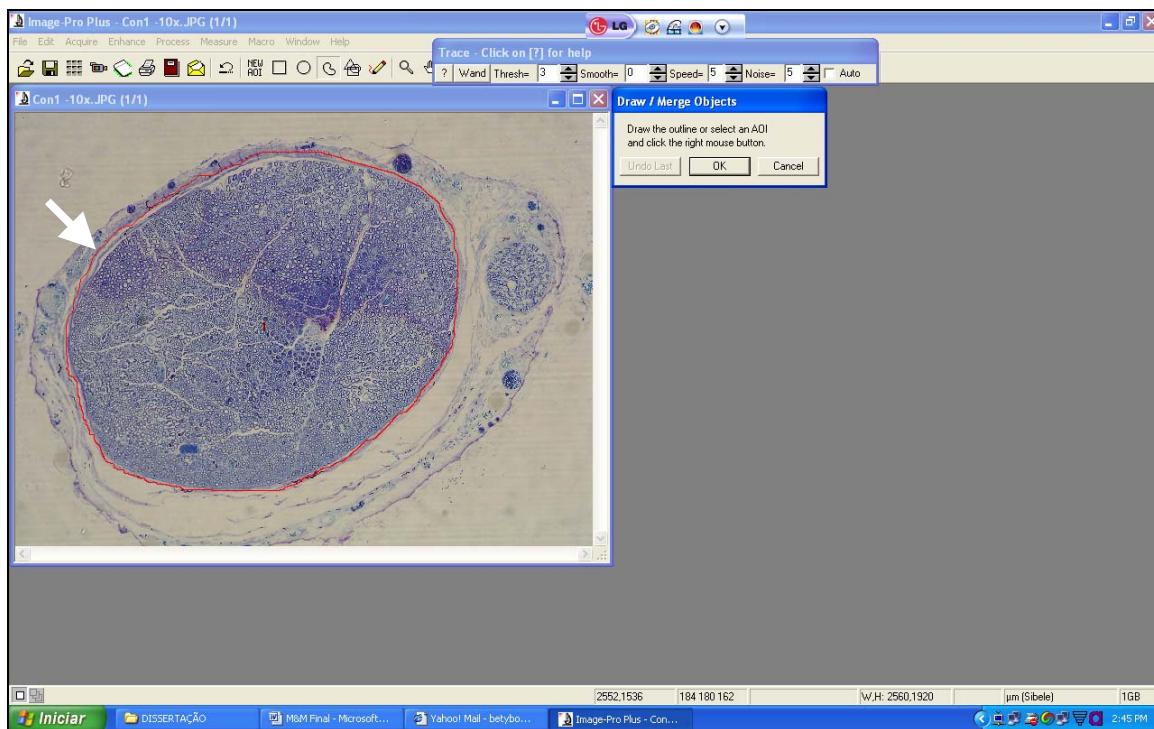 Image-Pro Plus - Con1 -10x.JPG (1/1)
LG
File Edit Acquire Enhance Process Measure Macro Window Help
Trace - Click on [?] for help
NEW AOI
? Wand Thresh= 3 Smooth= 0 Speed= 5 Noise= 5 Auto
Con1 -10x.JPG (1/1)
Draw / Merge Objects
Draw the outline or select an AOI
and click the right mouse button.
Undo Last OK Cancel
2552,1536 184 180 162 W,H: 2560,1920 µm (Sibele) 1GB
Iniciar DISSERTAÇÃO M&M Final - Microsoft... Yahoo! Mail - betybo... Image-Pro Plus - Con... 2:45 PM